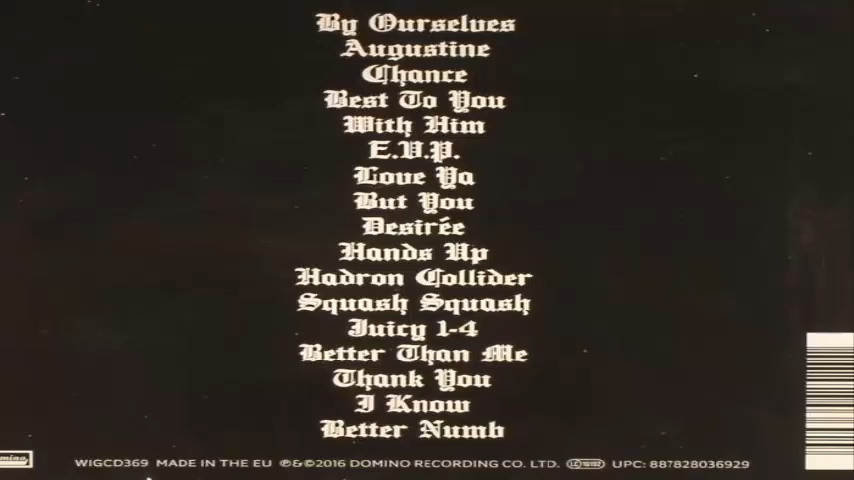 By Ourselves
Augustine
Chance
Best To You
With Him
E.V.P.
Love Ya
But You
Desirée
Hands Up
Hadron Collider
Squash Squash
Juicy 1-4
Better Than Me
Thank You
I Know
Better Numb
WIGCD369 MADE IN THE EU ℗&©2016 DOMINO RECORDING CO. LTD. LC 10192 UPC: 887828036929